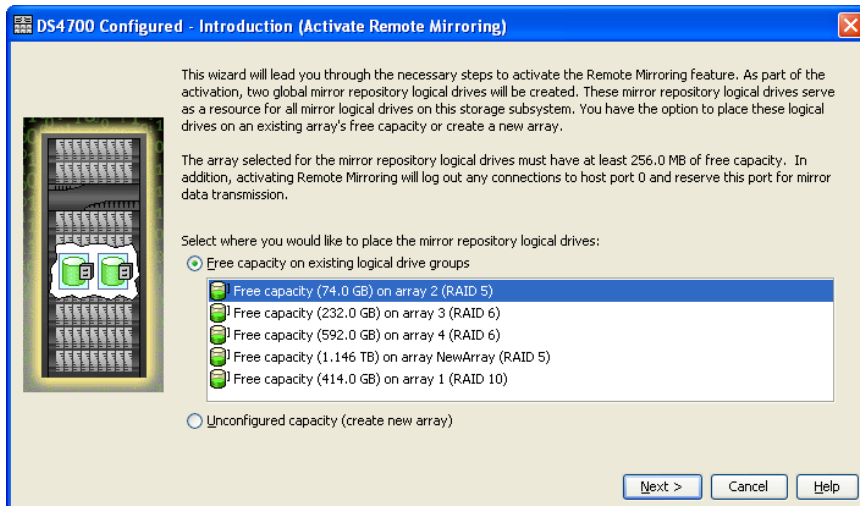 DS4700 Configured - Introduction (Activate Remote Mirroring)
This wizard will lead you through the necessary steps to activate the Remote Mirroring feature. As part of the
activation, two global mirror repository logical drives will be created. These mirror repository logical drives serve
as a resource for all mirror logical drives on this storage subsystem. You have the option to place these logical
drives on an existing array's free capacity or create a new array.
The array selected for the mirror repository logical drives must have at least 256.0 MB of free capacity. In
addition, activating Remote Mirroring will log out any connections to host port 0 and reserve this port for mirror
data transmission.
Select where you would like to place the mirror repository logical drives:
Free capacity on existing logical drive groups
Free capacity (74.0 GB) on array 2 (RAID 5)
Free capacity (232.0 GB) on array 3 (RAID 6)
Free capacity (592.0 GB) on array 4 (RAID 6)
Free capacity (1.146 TB) on array NewArray (RAID 5)
Free capacity (414.0 GB) on array 1 (RAID 10)
Unconfigured capacity (create new array)
Next > Cancel Help